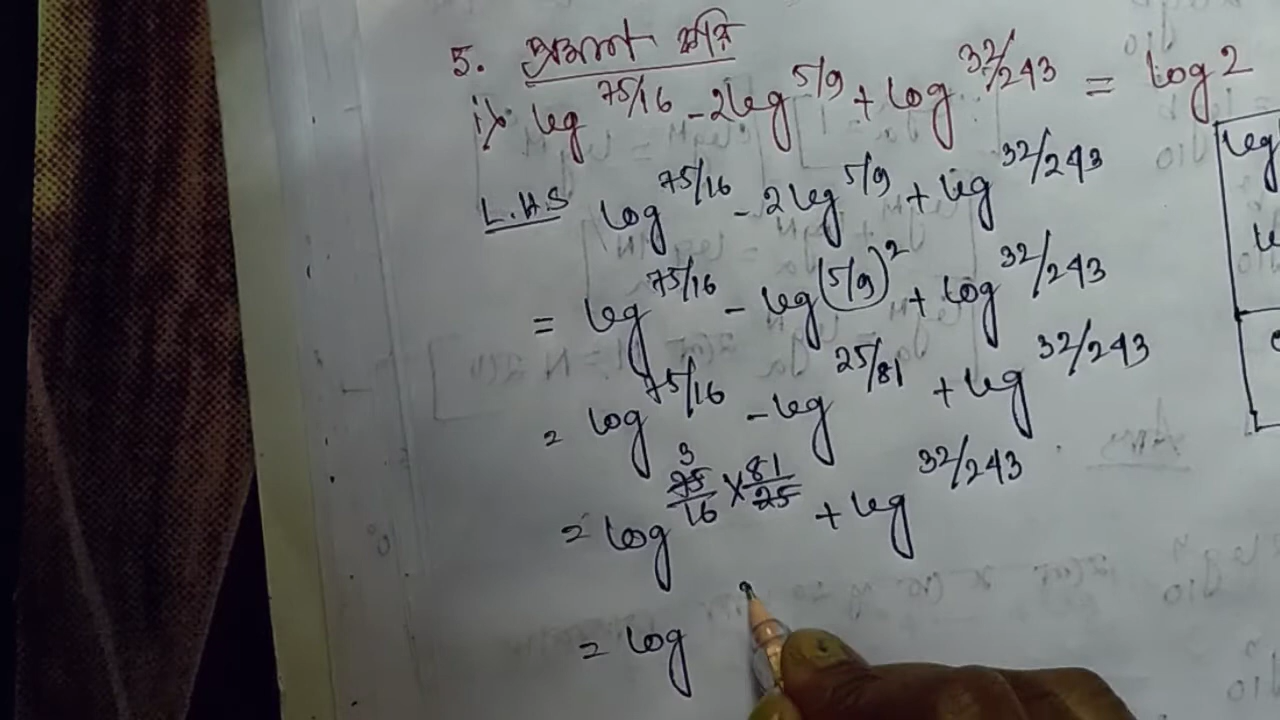 5. প্রমাণ করি
i) log 75/16 - 2log 5/9 + log 32/243 = log 2
L.H.S log 75/16 - 2log 5/9 + log 32/243
= log 75/16 - log (5/9)² + log 32/243
= log 75/16 - log 25/81 + log 32/243
= log 3 75/16 × 81/25 + log 32/243
= log
log